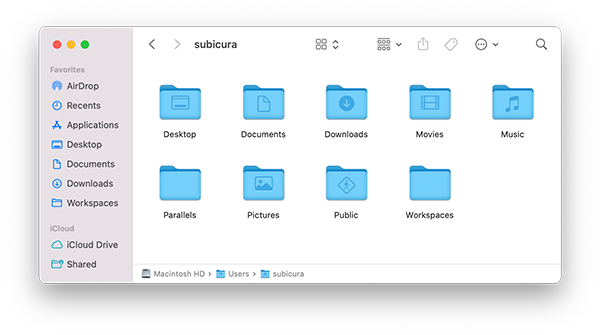 subicura
Favorites
AirDrop
Recents
Applications
Desktop
Documents
Downloads
Workspaces
iCloud
iCloud Drive
Shared
Desktop Documents Downloads Movies Music
Parallels Pictures Public Workspaces
Macintosh HD › Users › subicura